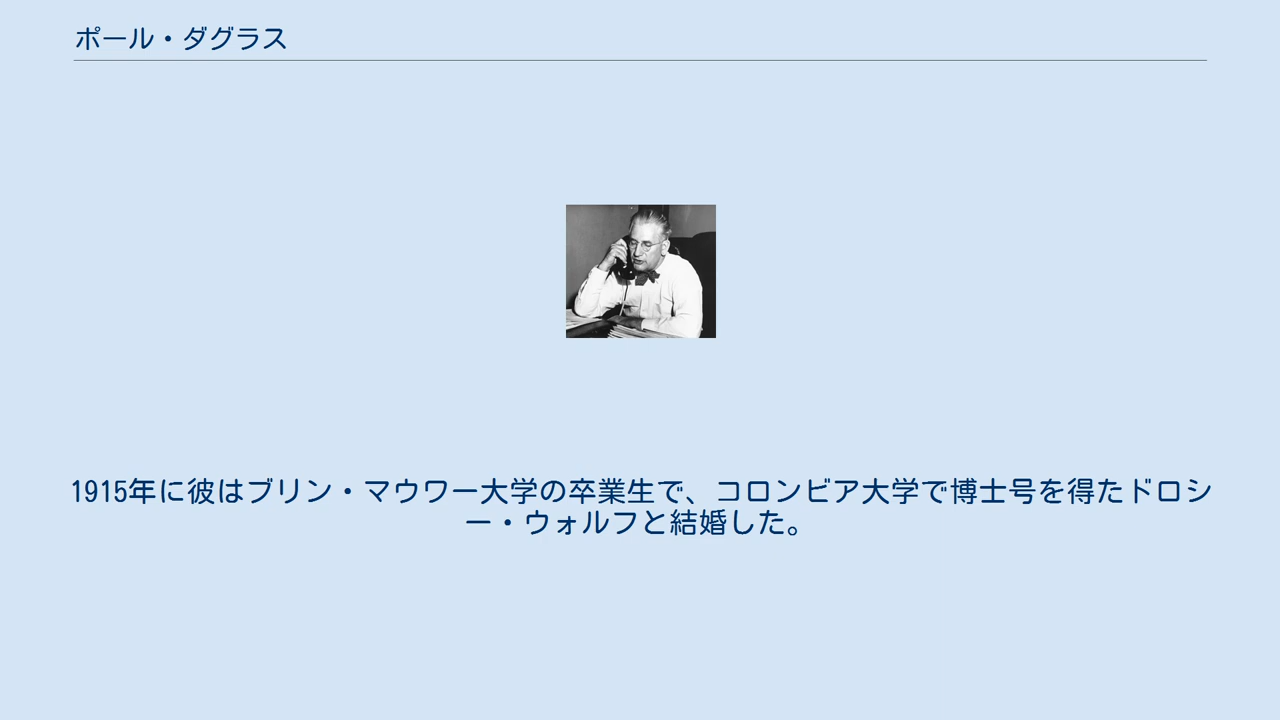 ポール・ダグラス
1915年に彼はブリン・マウワー大学の卒業生で、コロンビア大学で博士号を得たドロシ
ー・ウォルフと結婚した。